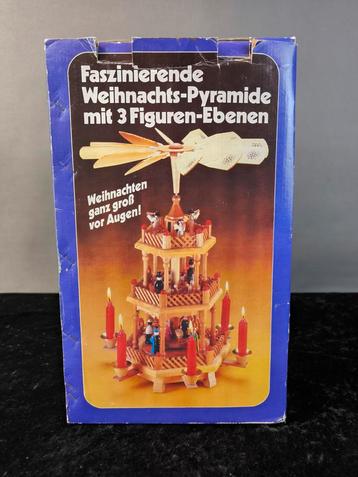 Faszinierende
Weihnachts-Pyramide
mit 3 Figuren-Ebenen
Weihnachten
ganz groß
vor Augen!